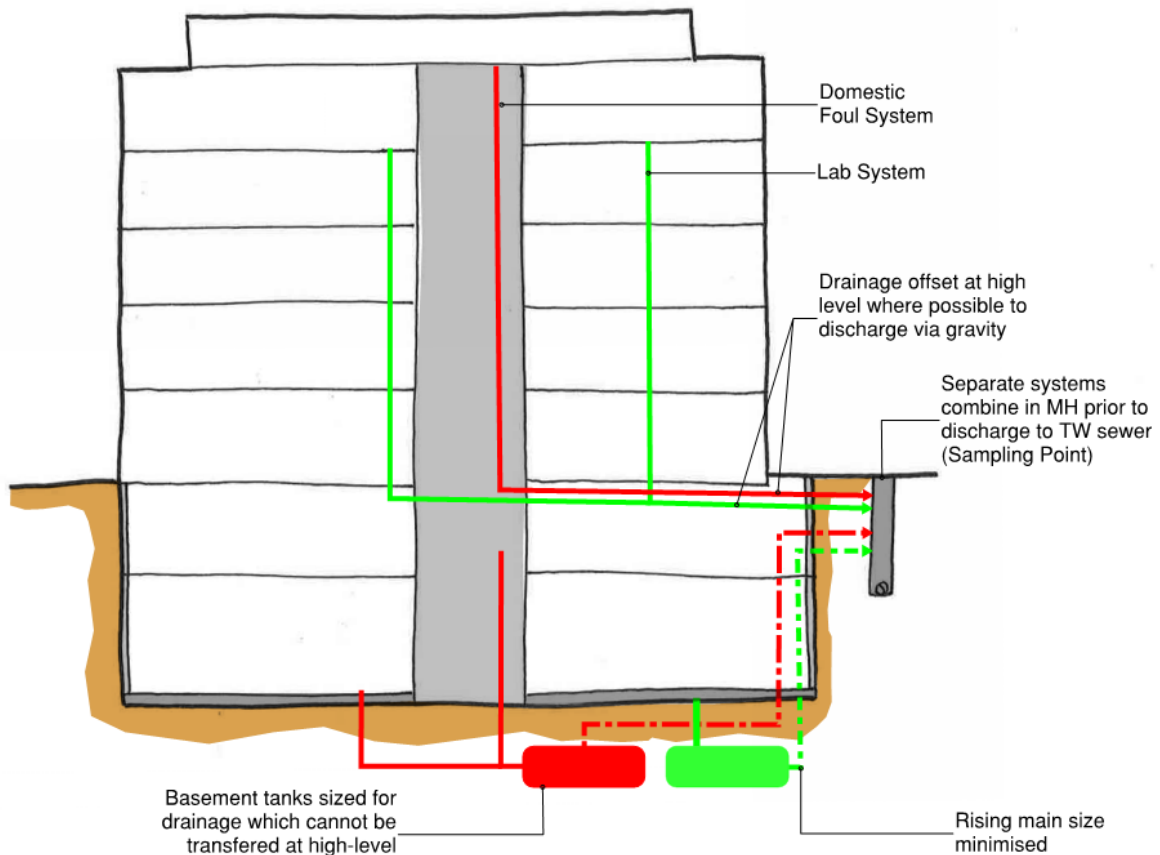 Domestic
Foul System
Lab System
Drainage offset at high
level where possible to
discharge via gravity
Separate systems
combine in MH prior to
discharge to TW sewer
(Sampling Point)
Basement tanks sized for
drainage which cannot be
transfered at high-level
Rising main size
minimised